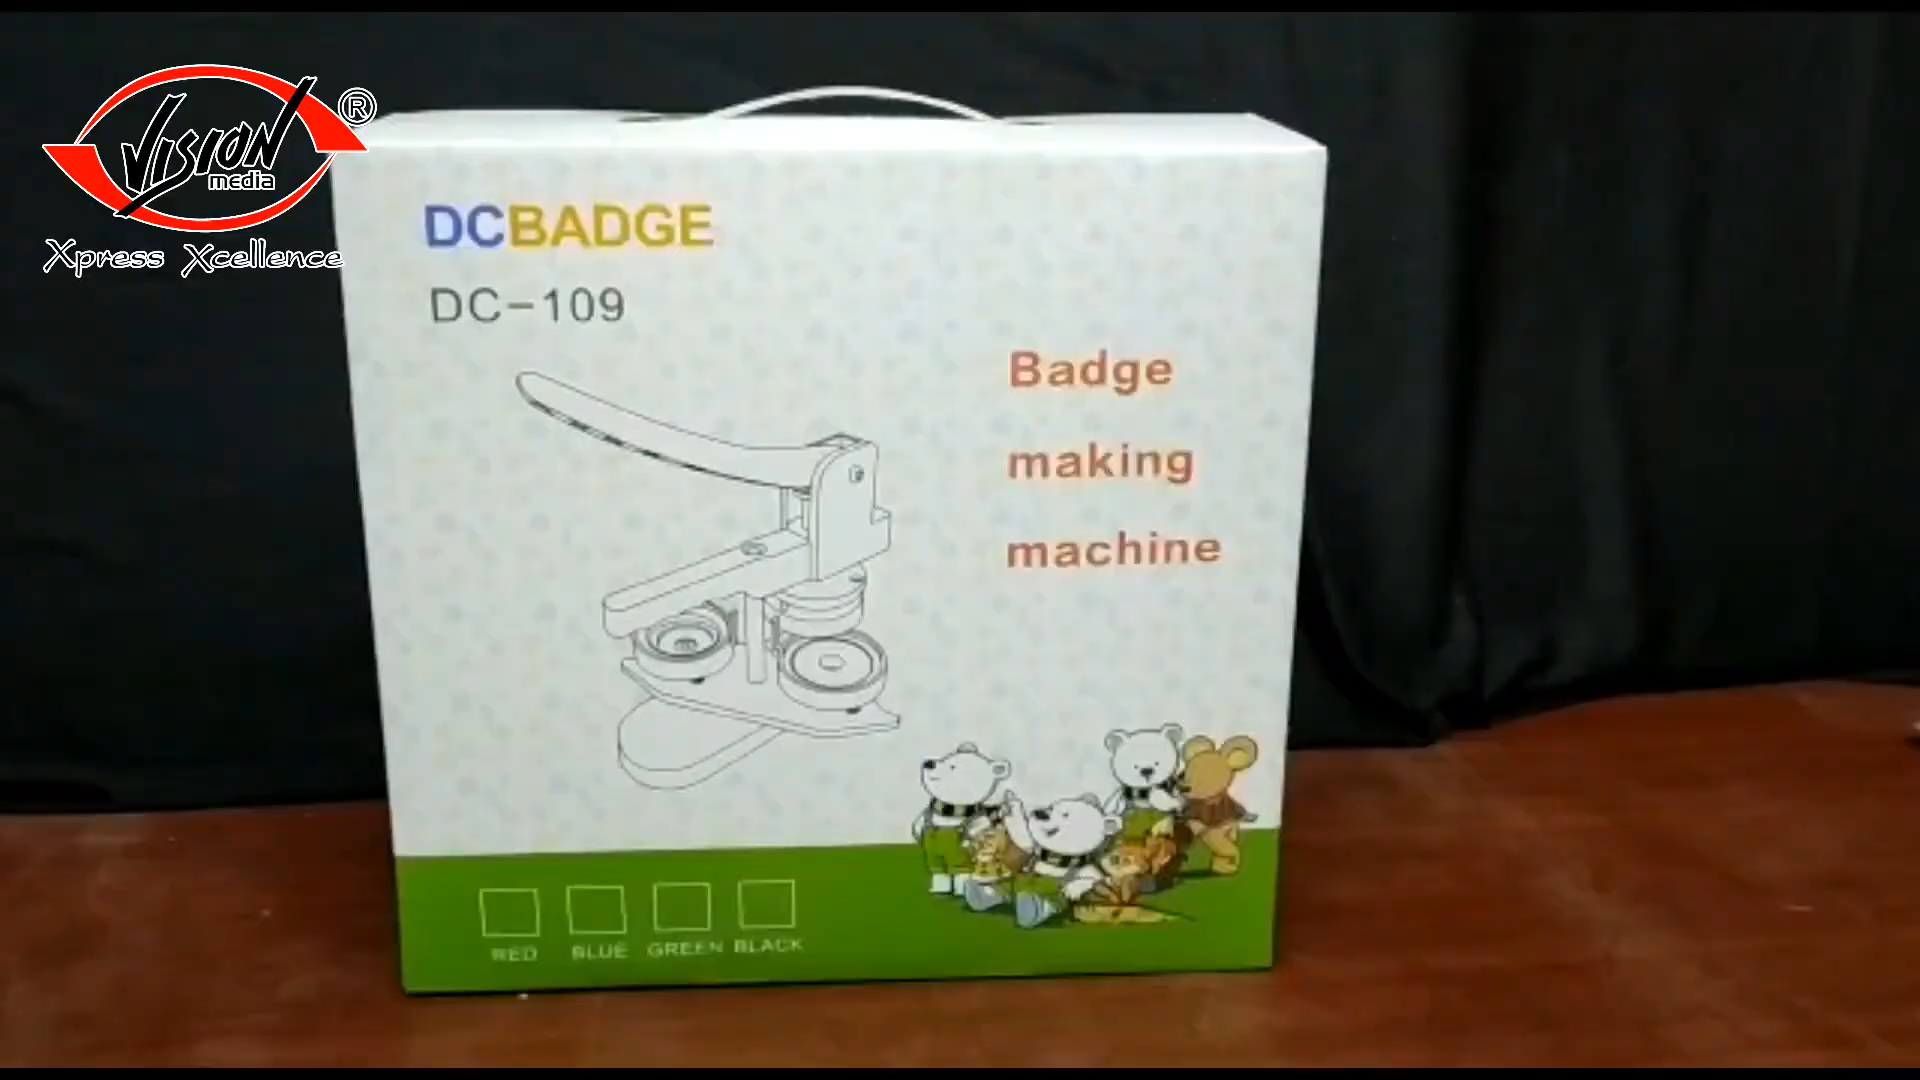 VISION
media
®
Xpress Xcellence
DCBADGE
DC-109
Badge
making
machine
RED BLUE GREEN BLACK